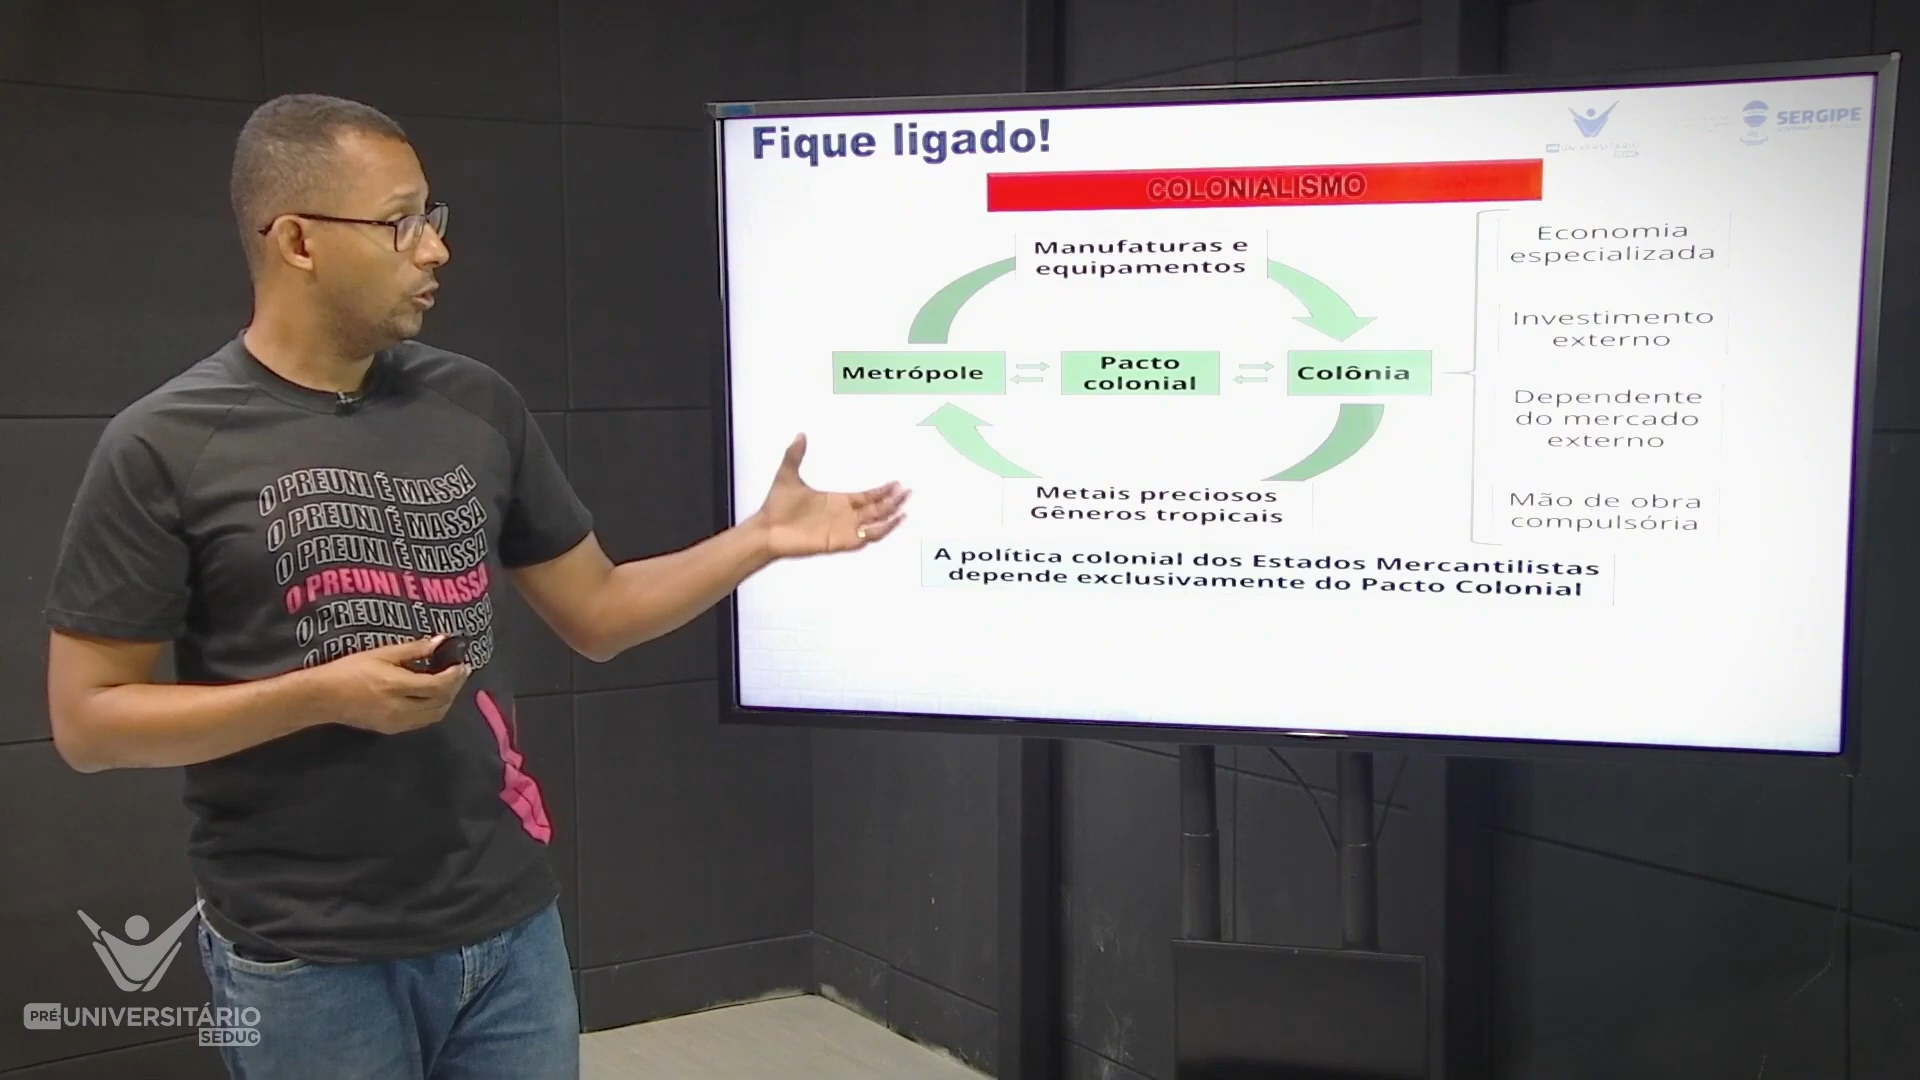 Fique ligado!
SERGIPE
COLONIALISMO
Manufaturas e
equipamentos
Metrópole
Pacto
colonial
Colônia
Metais preciosos
Gêneros tropicais
A política colonial dos Estados Mercantilistas
depende exclusivamente do Pacto Colonial
Economia
especializada
Investimento
externo
Dependente
do mercado
externo
Mão de obra
compulsória
O PREUNI É MASSA
O PREUNI É MASSA
O PREUNI É MASSA
O PREUNI É MASSA
O PREUNI É MASSA
PRÉ-UNIVERSITÁRIO
SEDUC